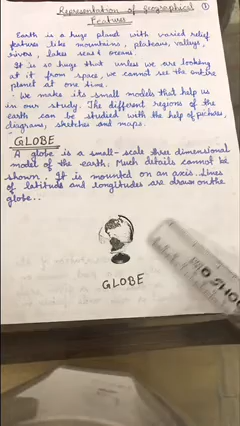 Representation of Geographical ①
Features
Earth is a huge planet with varied relief
features like mountains, plateaus, valleys,
rivers, lakes seas & oceans.
It is so huge that unless we are looking
at it from space, we cannot see the entire
planet at one time.
We make its small models that help us
in our study. The different regions of the
earth can be studied with the help of pictures,
diagrams, sketches and maps.
GLOBE
A globe is a small-scale three dimensional
model of the earth. Much details cannot be
shown. It is mounted on an axis. Lines
of latitude and longitudes are drawn on the
globe..
GLOBE